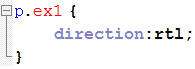 p.ex1 {
direction:rtl;
}